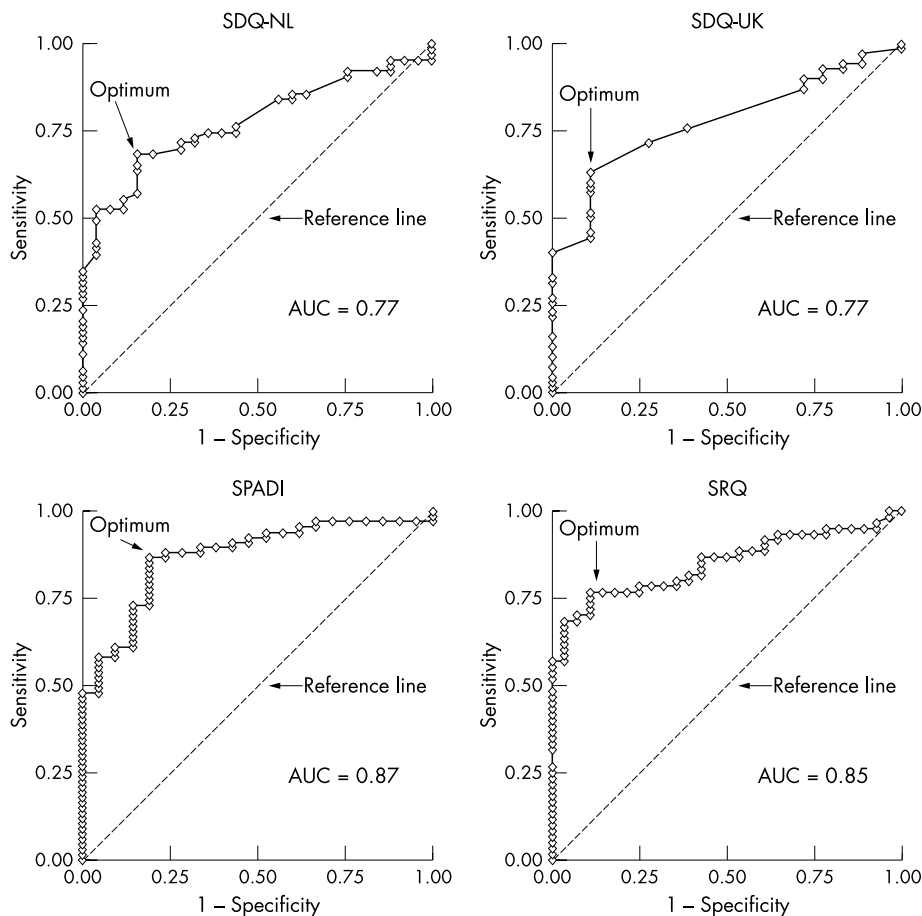 SDQ-NL
1.00
Optimum
0.75
Sensitivity
0.50
Reference line
0.25
AUC = 0.77
0.00
0.00 0.25 0.50 0.75 1.00
1 – Specificity
SDQ-UK
1.00
Optimum
0.75
Sensitivity
0.50
Reference line
0.25
AUC = 0.77
0.00
0.00 0.25 0.50 0.75 1.00
1 – Specificity
SPADI
1.00
Optimum
0.75
Sensitivity
0.50
Reference line
0.25
AUC = 0.87
0.00
0.00 0.25 0.50 0.75 1.00
1 – Specificity
SRQ
1.00
Optimum
0.75
Sensitivity
0.50
Reference line
0.25
AUC = 0.85
0.00
0.00 0.25 0.50 0.75 1.00
1 – Specificity